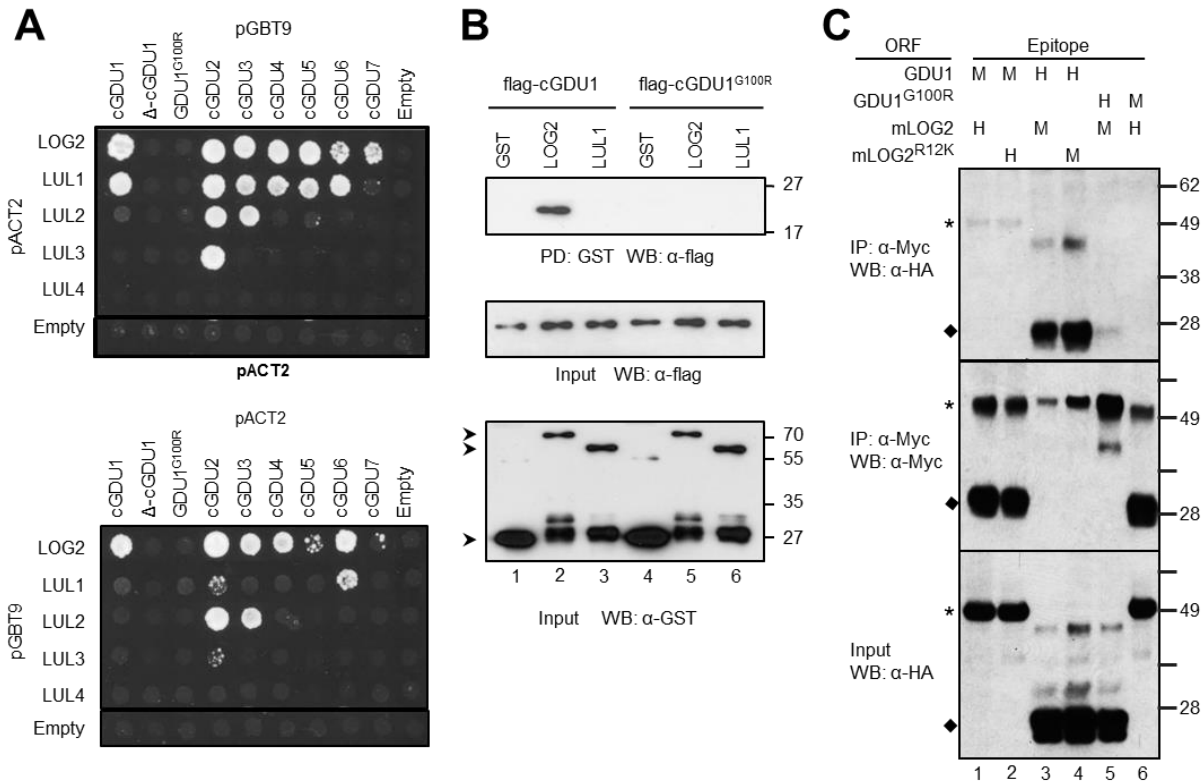 A
pGBT9
cGDU1
Δ-cGDU1
GDU1G100R
cGDU2
cGDU3
cGDU4
cGDU5
cGDU6
cGDU7
Empty
pACT2
LOG2
LUL1
LUL2
LUL3
LUL4
Empty
pACT2
pACT2
cGDU1
Δ-cGDU1
GDU1G100R
cGDU2
cGDU3
cGDU4
cGDU5
cGDU6
cGDU7
Empty
pGBT9
LOG2
LUL1
LUL2
LUL3
LUL4
Empty
B
flag-cGDU1 flag-cGDU1G100R
GST LOG2 LUL1 GST LOG2 LUL1
27
17
PD: GST WB: α-flag
Input WB: α-flag
70
55
35
27
1 2 3 4 5 6
Input WB: α-GST
C
ORF Epitope
GDU1 M M H H
GDU1G100R H M
mLOG2 H M M H
mLOG2R12K H M
62
* 49
IP: α-Myc
WB: α-HA
38
◆ 28
* 49
IP: α-Myc
WB: α-Myc
◆ 28
* 49
Input
WB: α-HA
28
◆
1 2 3 4 5 6